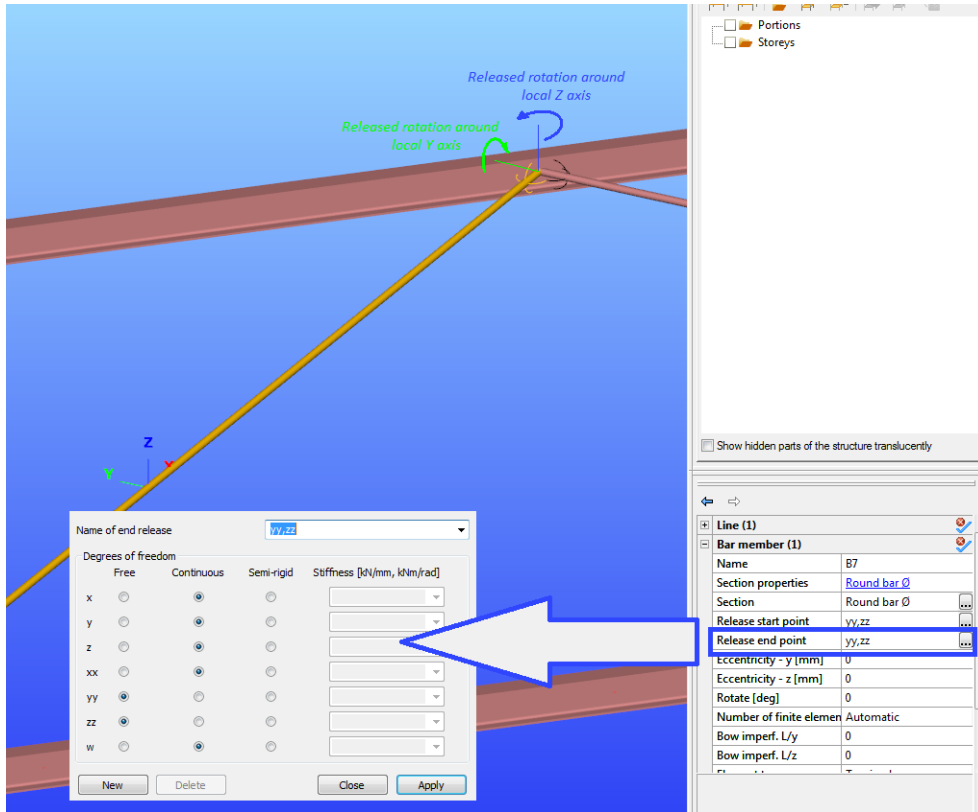 Portions
Storeys
Released rotation around
local Z axis
Released rotation around
local Y axis
Z
Y
X
Show hidden parts of the structure translucently
Name of end release yy,zz
Degrees of freedom
Free Continuous Semi-rigid Stiffness [kN/mm, kNm/rad]
x
y
z
xx
yy
zz
w
New Delete Close Apply
Line (1)
Bar member (1)
Name B7
Section properties Round bar Ø
Section Round bar Ø ...
Release start point yy,zz ...
Release end point yy,zz ...
Eccentricity - y [mm] 0
Eccentricity - z [mm] 0
Rotate [deg] 0
Number of finite elemen Automatic
Bow imperf. L/y 0
Bow imperf. L/z 0